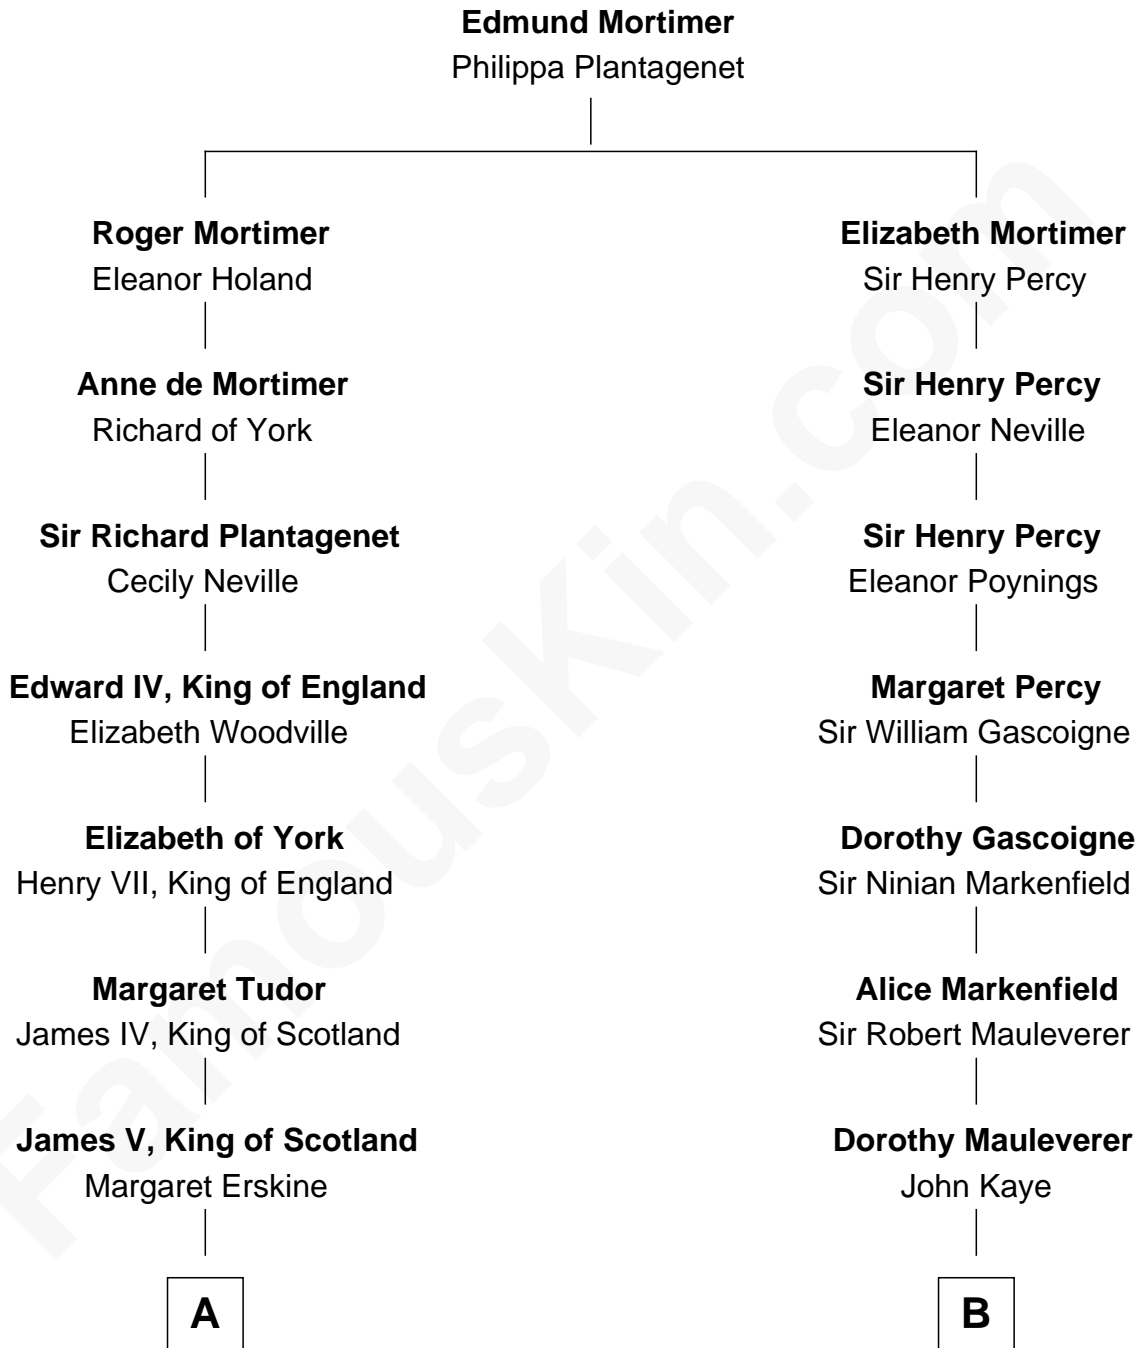 Edmund Mortimer
Philippa Plantagenet
Roger Mortimer
Eleanor Holand
Elizabeth Mortimer
Sir Henry Percy
Anne de Mortimer
Richard of York
Sir Henry Percy
Eleanor Neville
Sir Richard Plantagenet
Cecily Neville
Sir Henry Percy
Eleanor Poynings
Edward IV, King of England
Elizabeth Woodville
Margaret Percy
Sir William Gascoigne
Elizabeth of York
Henry VII, King of England
Dorothy Gascoigne
Sir Ninian Markenfield
Margaret Tudor
James IV, King of Scotland
Alice Markenfield
Sir Robert Mauleverer
James V, King of Scotland
Margaret Erskine
Dorothy Mauleverer
John Kaye
A
B
FamousKin.com